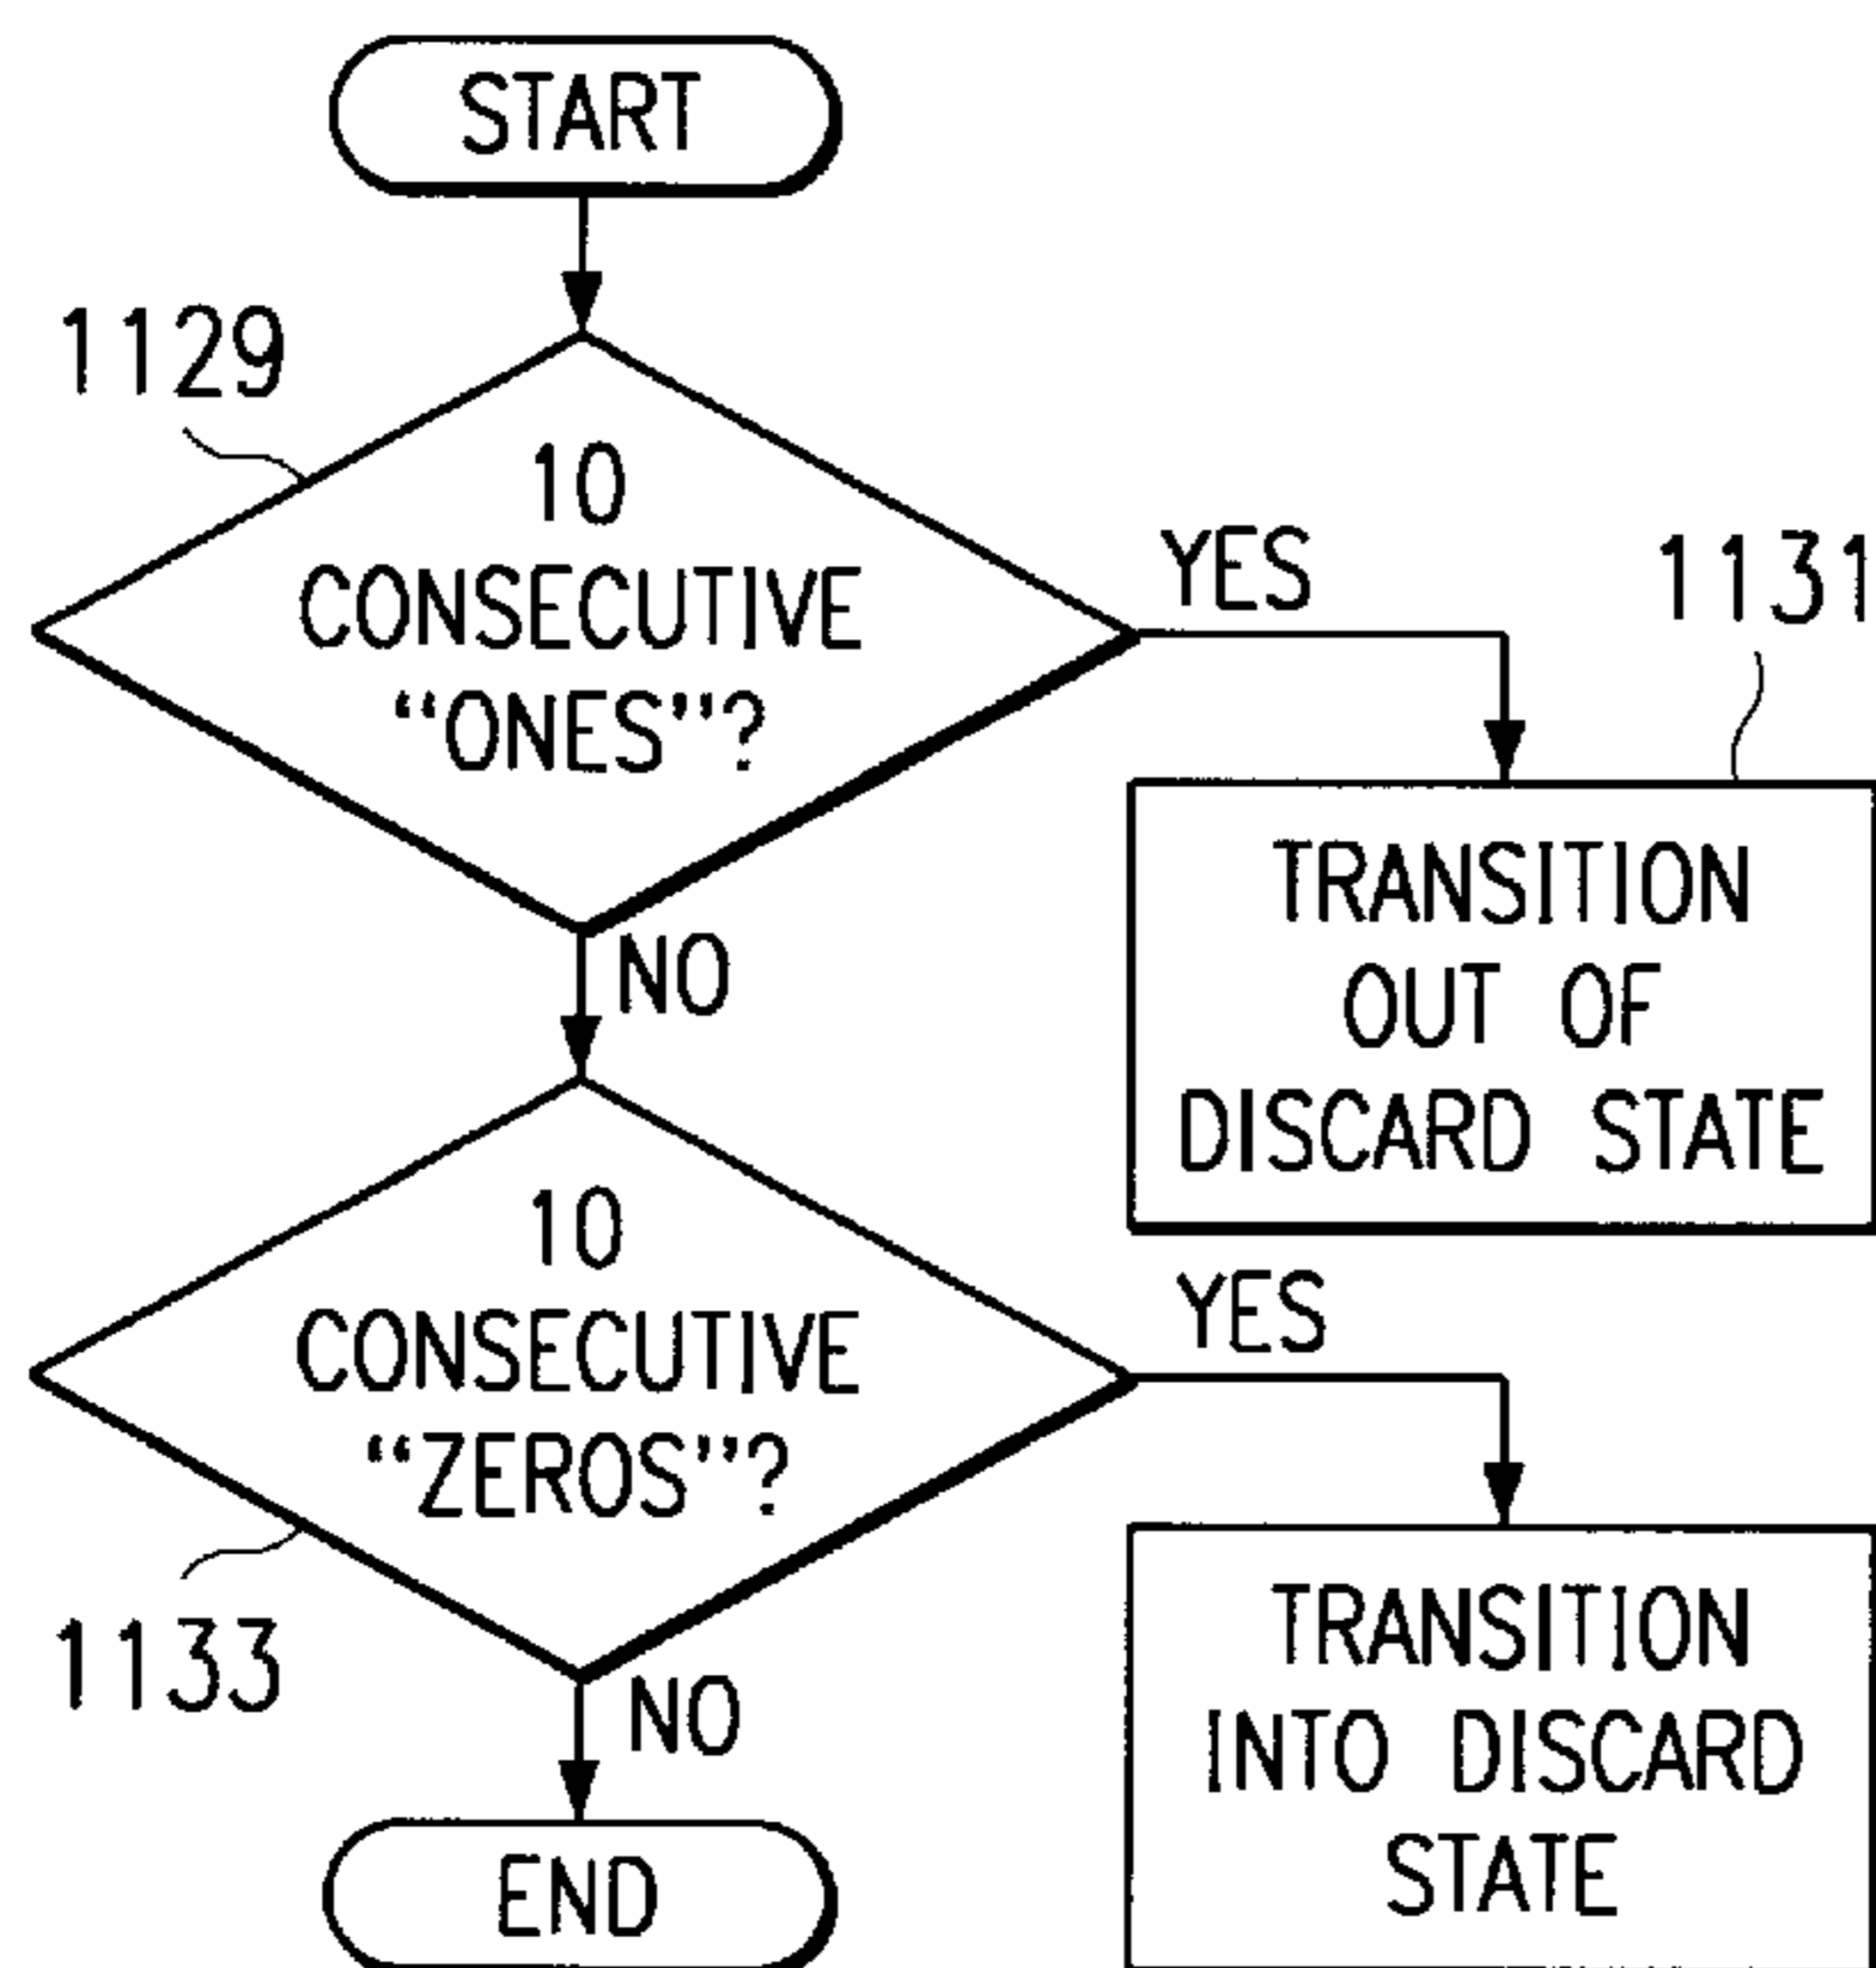 START
1129
10
CONSECUTIVE
“ONES”?
YES
1131
TRANSITION
OUT OF
DISCARD STATE
NO
10
CONSECUTIVE
“ZEROS”?
1133
YES
TRANSITION
INTO DISCARD
STATE
NO
END